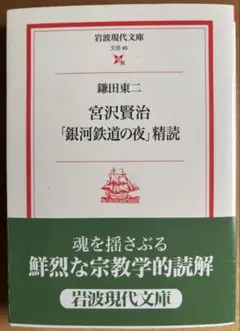 岩波現代文庫
文芸 45
鎌田東二
宮沢賢治
「銀河鉄道の夜」精読
魂を揺さぶる
鮮烈な宗教学的読解
岩波現代文庫